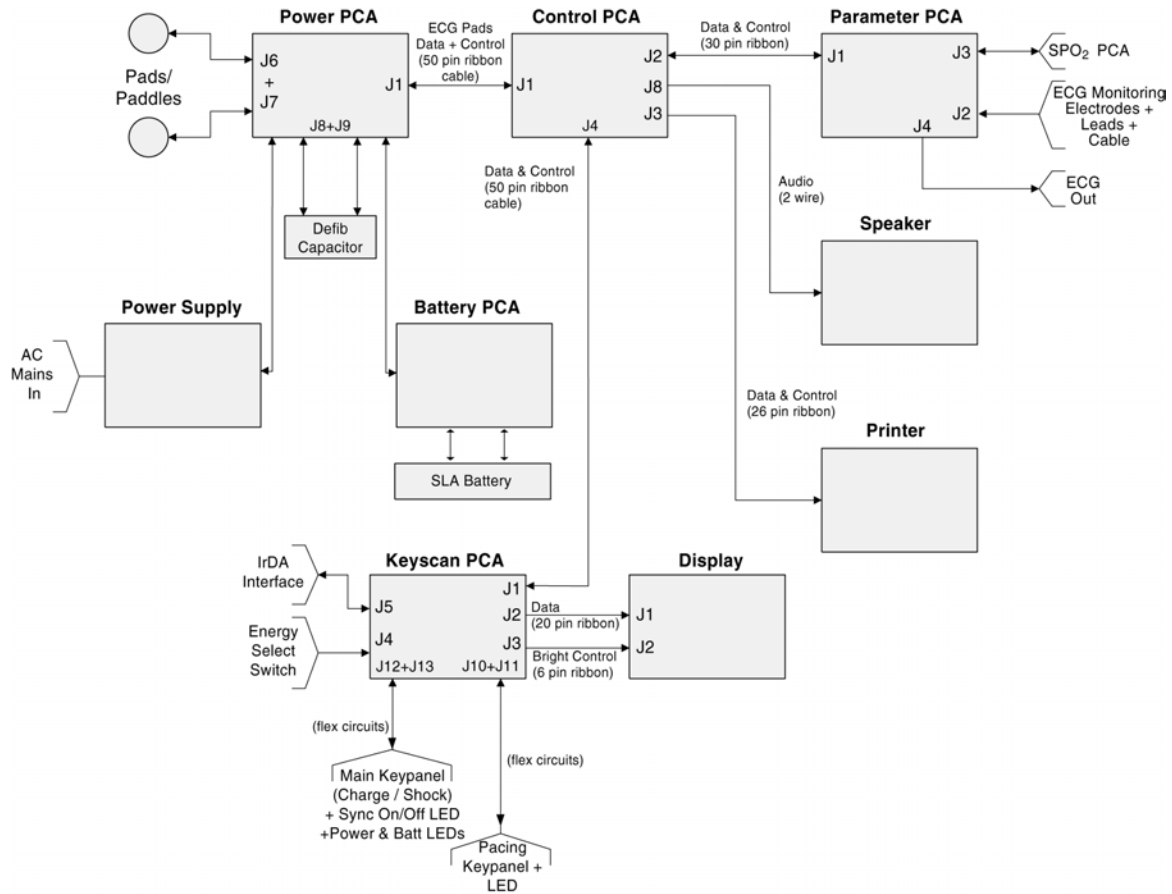 Power PCA
Control PCA
Parameter PCA
ECG Pads
Data + Control
(50 pin ribbon
cable)
Data & Control
(30 pin ribbon)
J6
+
J7
J1
J8+J9
J1
J2
J8
J3
J4
J1
J3
J2
J4
Pads/
Paddles
SPO₂ PCA
ECG Monitoring
Electrodes +
Leads +
Cable
ECG
Out
Data & Control
(50 pin ribbon
cable)
Audio
(2 wire)
Defib
Capacitor
Speaker
Power Supply
Battery PCA
AC
Mains
In
Data & Control
(26 pin ribbon)
SLA Battery
Printer
Keyscan PCA
Display
IrDA
Interface
Energy
Select
Switch
J5
J4
J12+J13
J1
J2
J3
J10+J11
Data
(20 pin ribbon)
Bright Control
(6 pin ribbon)
J1
J2
(flex circuits)
(flex circuits)
Main Keypanel
(Charge / Shock)
+ Sync On/Off LED
+Power & Batt LEDs
Pacing
Keypanel +
LED